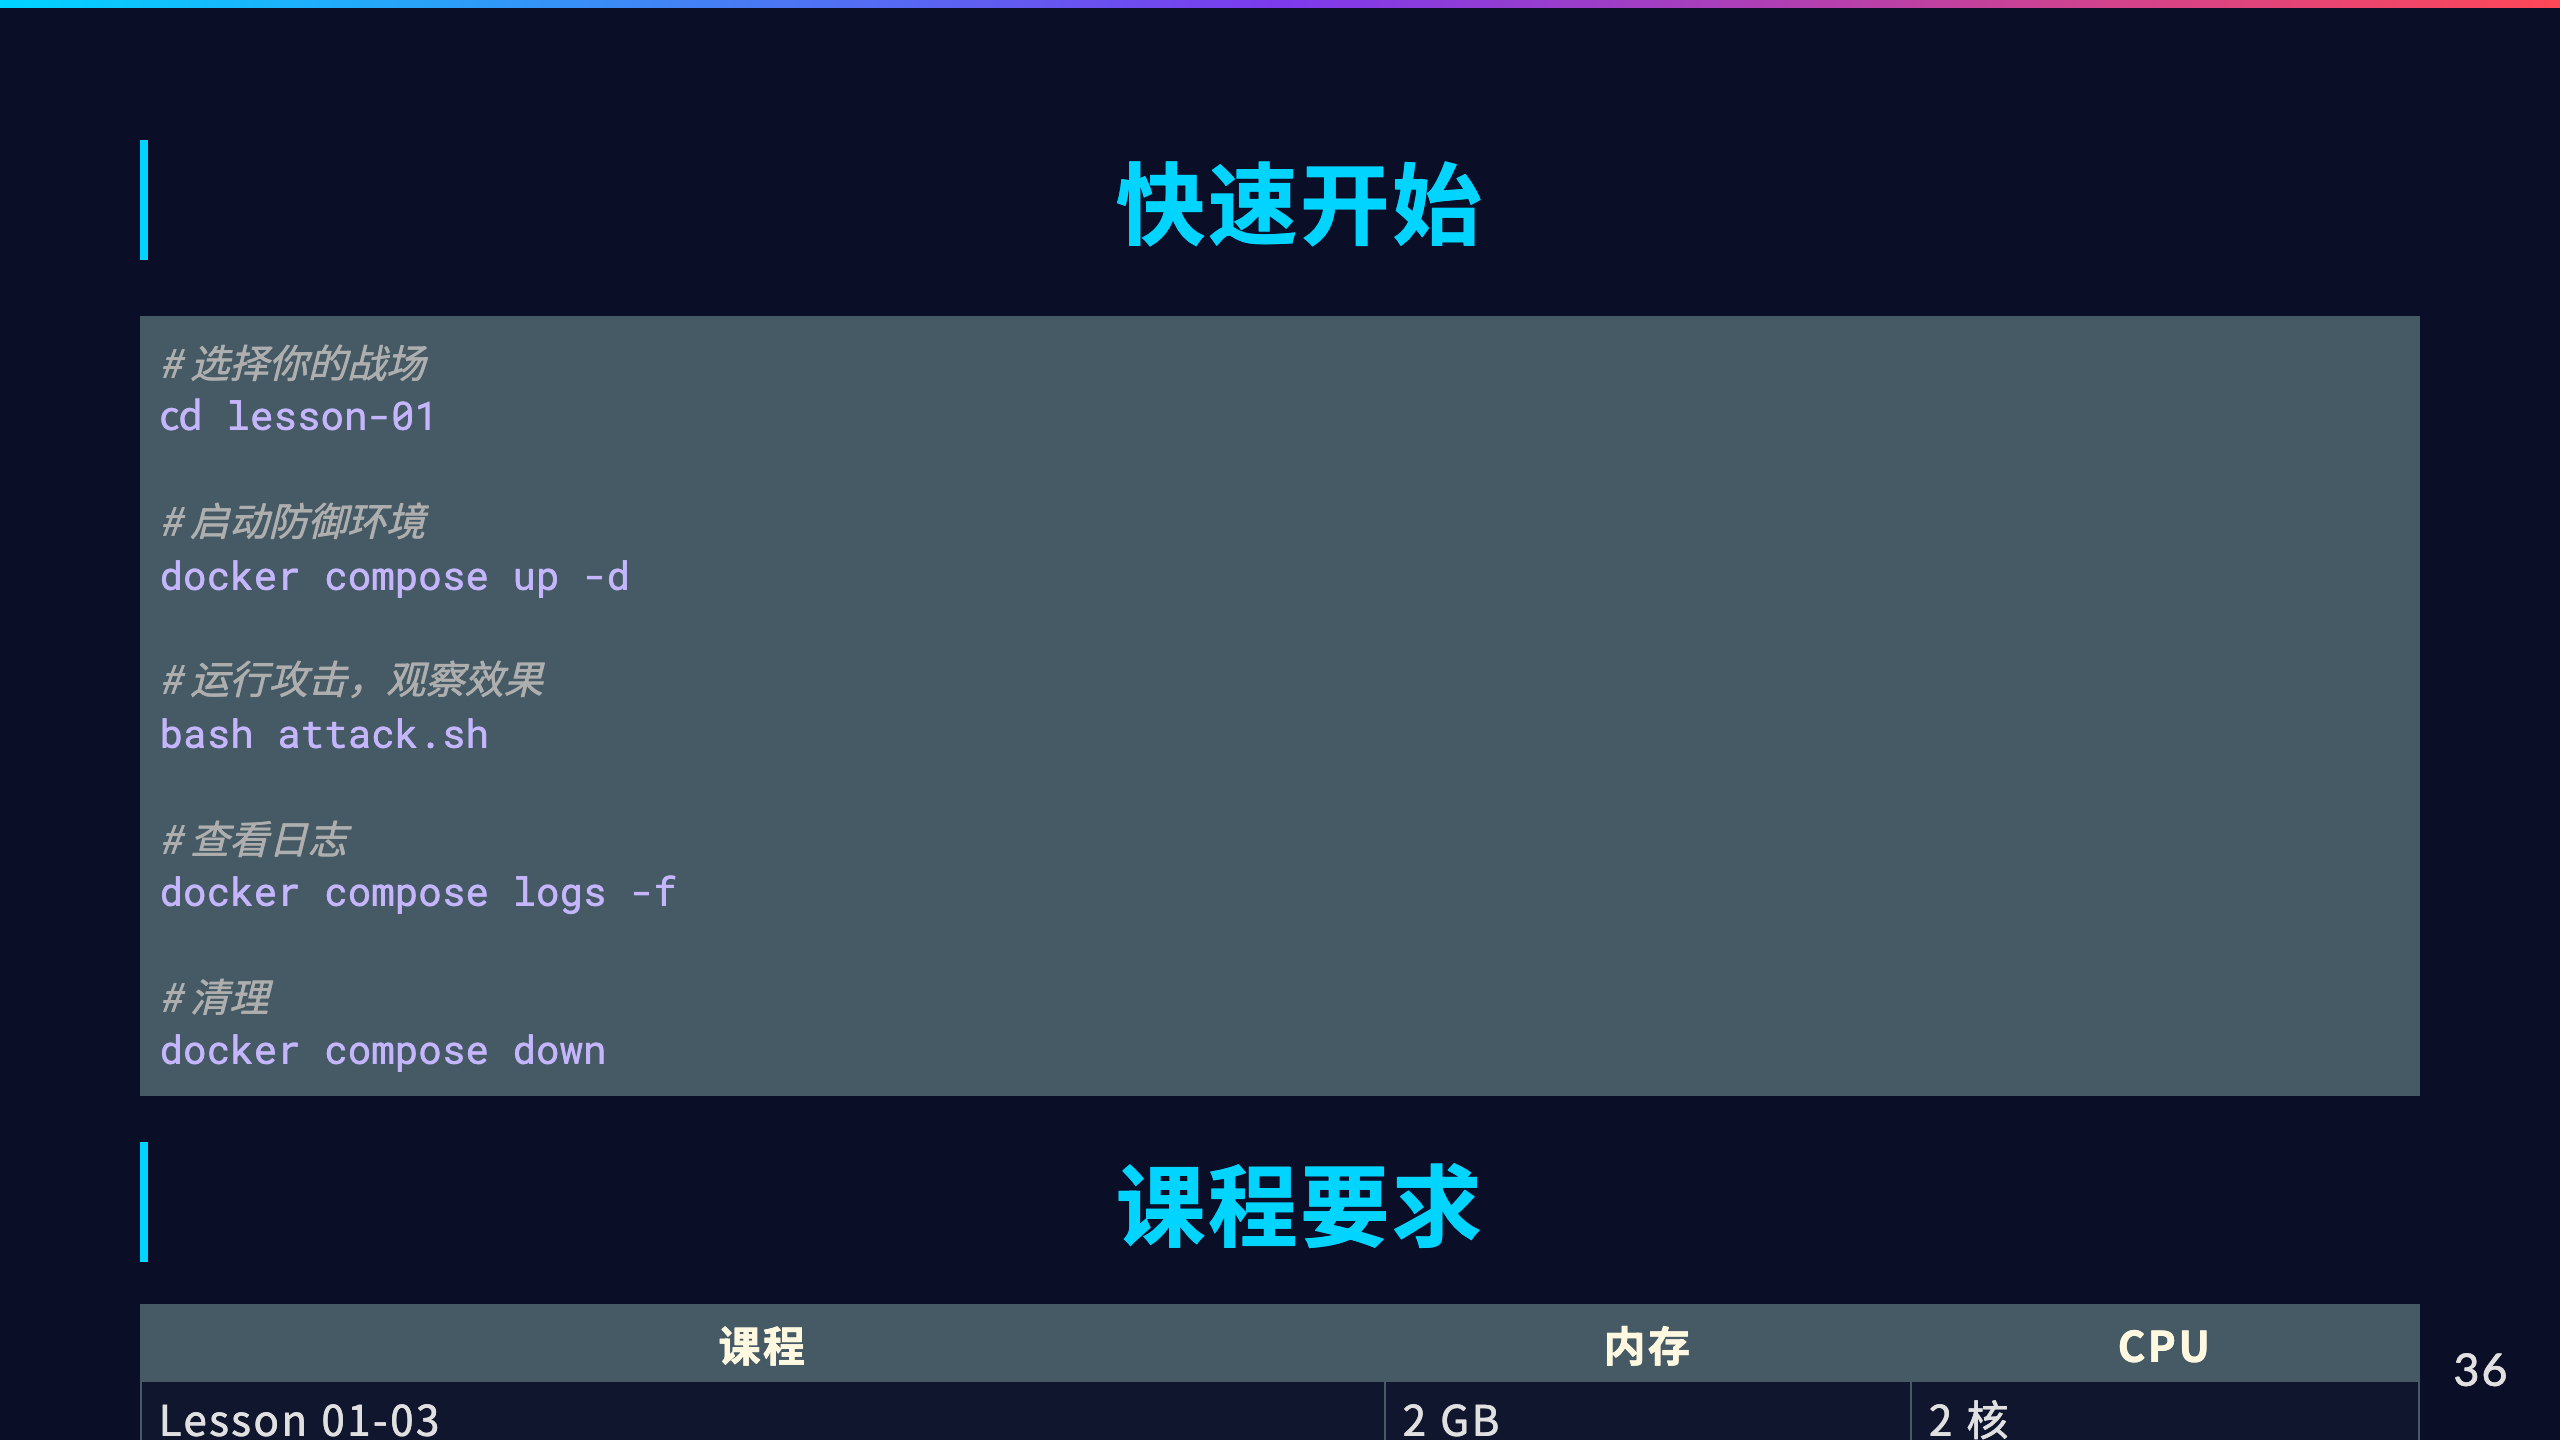 快速开始
# 选择你的战场
cd lesson-01
# 启动防御环境
docker compose up -d
# 运行攻击，观察效果
bash attack.sh
# 查看日志
docker compose logs -f
# 清理
docker compose down
课程要求
课程 内存 CPU
Lesson 01-03 2 GB 2 核
36